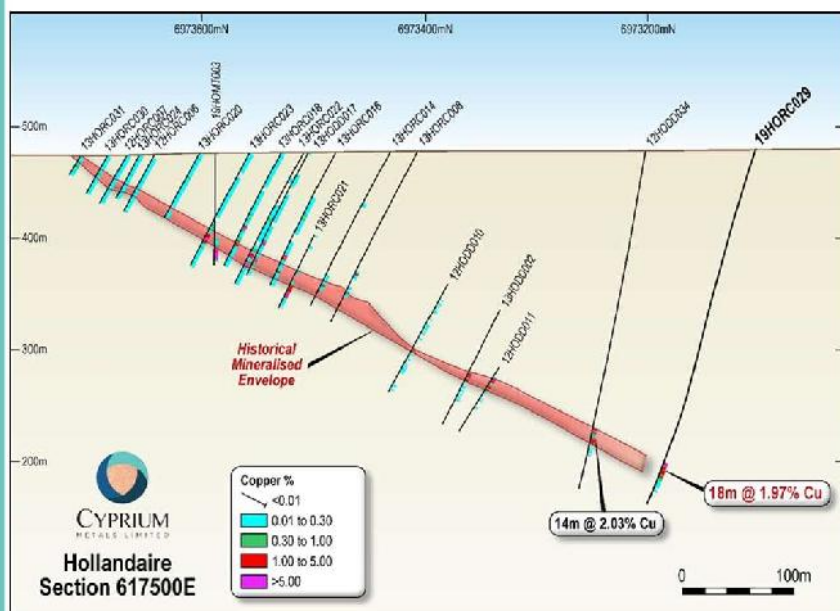 6973600mN
6973400mN
6973200mN
500m
400m
300m
200m
13HORC031
13HORC030
12HORC007
13HORC024
12HORC006
13HORC020
19HOMT003
13HORC023
13HORC018
13HORC022
13HODD017
13HORC016
13HORC021
13HORC014
13HORC008
12HODD010
13HODD002
12HODD011
12HODD034
19HORC029
Historical
Mineralised
Envelope
CYPRIUM
METALS LIMITED
Hollandaire
Section 617500E
Copper %
<0.01
0.01 to 0.30
0.30 to 1.00
1.00 to 5.00
>5.00
14m @ 2.03% Cu
18m @ 1.97% Cu
0
100m